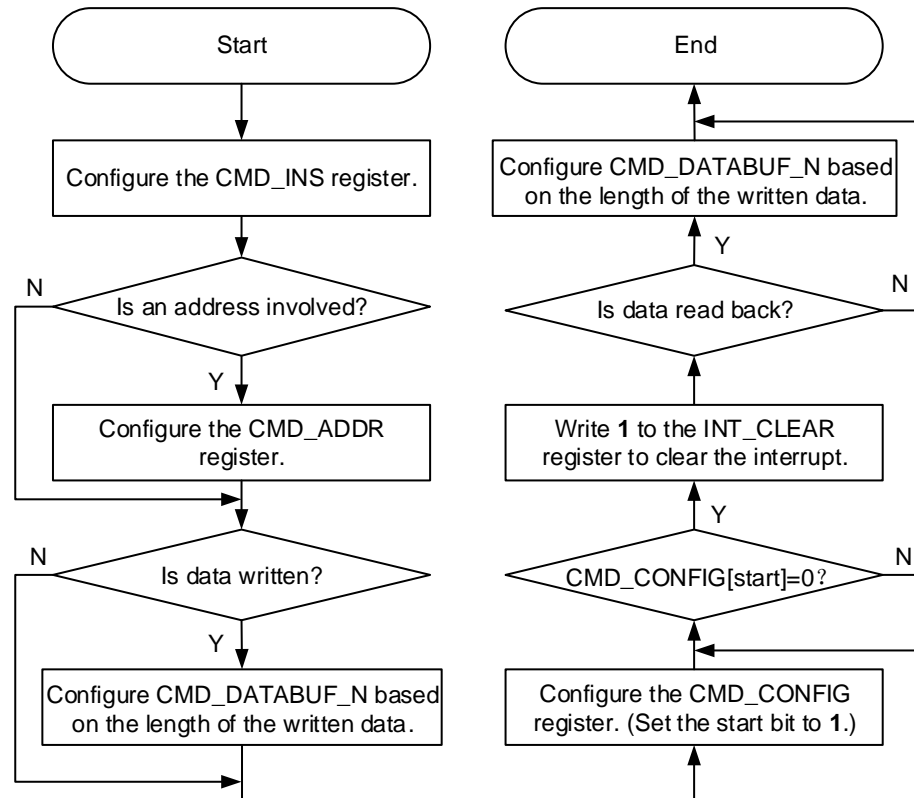 Start
Configure the CMD_INS register.
N
Is an address involved?
Y
Configure the CMD_ADDR
register.
N
Is data written?
Y
Configure CMD_DATABUF_N based
on the length of the written data.
End
Configure CMD_DATABUF_N based
on the length of the written data.
Y
Is data read back?
N
Write 1 to the INT_CLEAR
register to clear the interrupt.
Y
CMD_CONFIG[start]=0?
N
Configure the CMD_CONFIG
register. (Set the start bit to 1.)